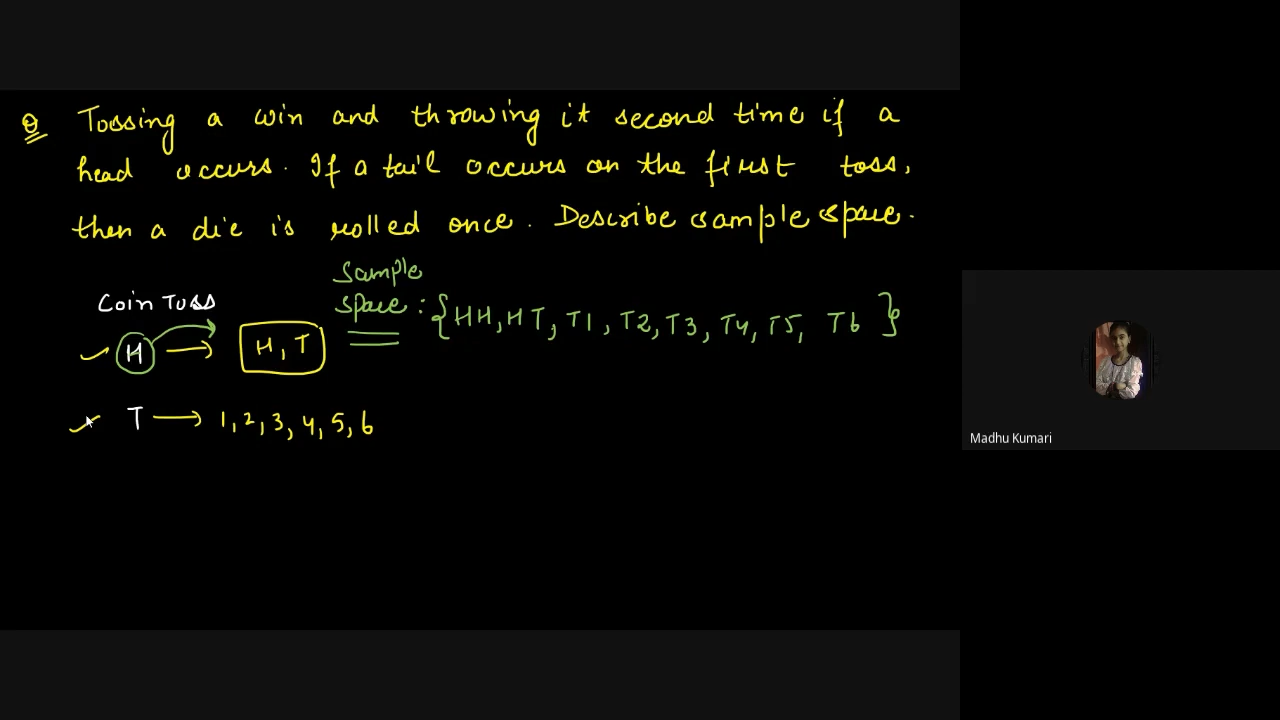 Q Tossing a coin and throwing it second time if a
head occurs. If a tail occurs on the first toss,
then a die is rolled once. Describe sample space.
Sample
space : {HH, HT, T1, T2, T3, T4, T5, T6}
Coin Toss
H → H, T
T → 1, 2, 3, 4, 5, 6
Madhu Kumari